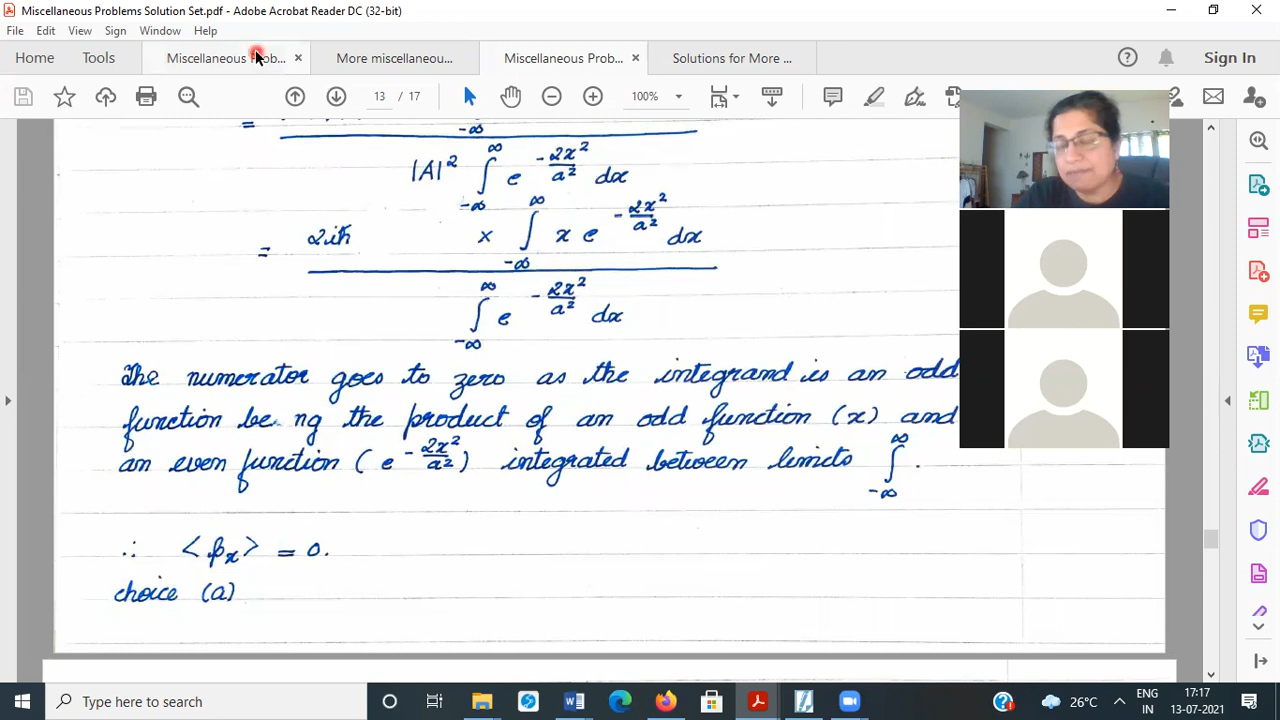 Miscellaneous Problems Solution Set.pdf - Adobe Acrobat Reader DC (32-bit)
File Edit View Sign Window Help
Home Tools Miscellaneous Prob... × More miscellanqu... Miscellaneous Prob... × Solutions for More ... Sign In
13 / 17 100%
= -∞
|A|² ∫_{-∞}^{∞} e^{-2x²/a²} dx
= 2iħ × ∫_{-∞}^{∞} x e^{-2x²/a²} dx
∫_{-∞}^{∞} e^{-2x²/a²} dx
The numerator goes to zero as the integrand is an odd
function be ng the product of an odd function (x) and
an even function ( e^{-2x²/a²} ) integrated between limits ∫_{-∞}^{∞} .
∴ <p_x> = 0.
choice (a)
Type here to search
26°C ENG IN 17:17 13-07-2021